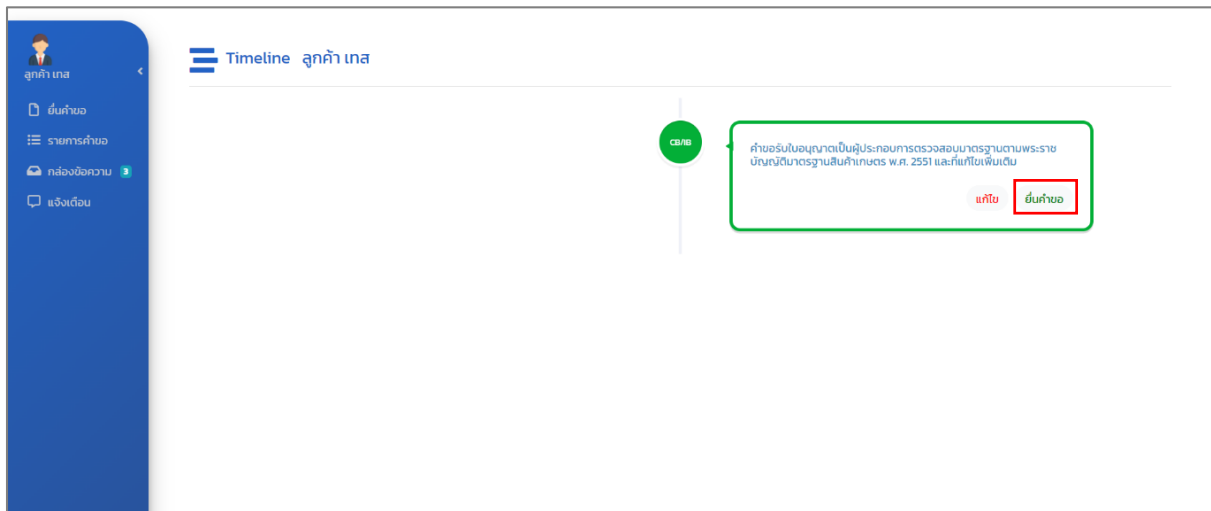 ลูกค้า เทส
ยื่นคำขอ
รายการคำขอ
กล่องข้อความ 3
แจ้งเตือน
Timeline ลูกค้า เทส
CB/IB
คำขอรับใบอนุญาตเป็นผู้ประกอบการตรวจสอบมาตรฐานตามพระราช
บัญญัติมาตรฐานสินค้าเกษตร พ.ศ. 2551 และที่แก้ไขเพิ่มเติม
แก้ไข ยื่นคำขอ